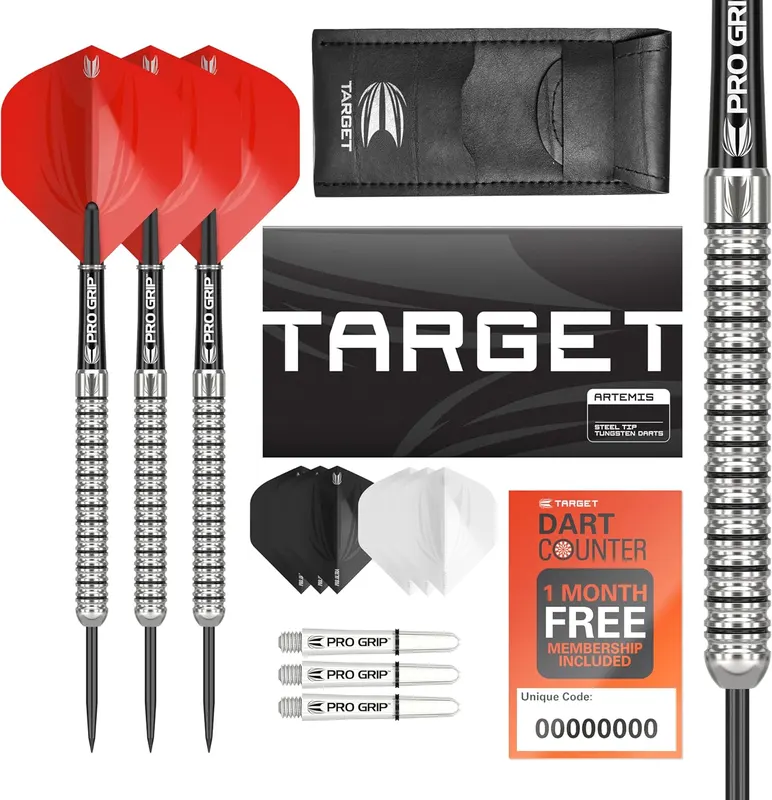 TARGET
PRO GRIP
PRO GRIP
PRO GRIP
PRO GRIP
TARGET
ARTEMIS
STEEL TIP
TUNGSTEN DARTS
PRO GRIP
PRO GRIP
PRO GRIP
TARGET
DART
COUNTER
1 MONTH
FREE
MEMBERSHIP
INCLUDED
Unique Code:
00000000